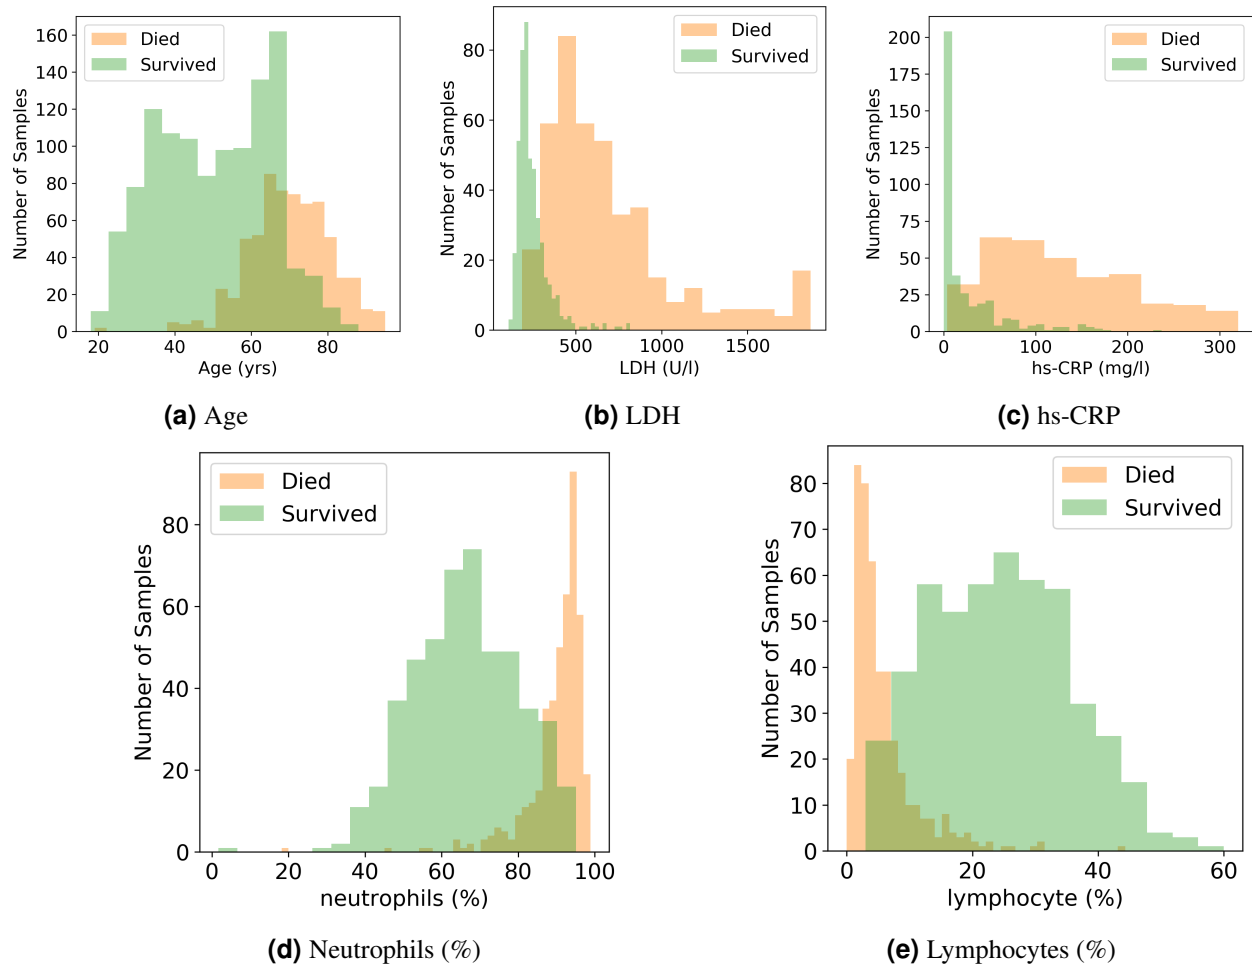 Number of Samples
160
140
120
100
80
60
40
20
0
Died
Survived
20 40 60 80
Age (yrs)
(a) Age
Number of Samples
80
60
40
20
0
Died
Survived
500 1000 1500
LDH (U/l)
(b) LDH
Number of Samples
200
175
150
125
100
75
50
25
0
Died
Survived
0 100 200 300
hs-CRP (mg/l)
(c) hs-CRP
Number of Samples
80
60
40
20
0
Died
Survived
0 20 40 60 80 100
neutrophils (%)
(d) Neutrophils (%)
Number of Samples
80
70
60
50
40
30
20
10
0
Died
Survived
0 20 40 60
lymphocyte (%)
(e) Lymphocytes (%)